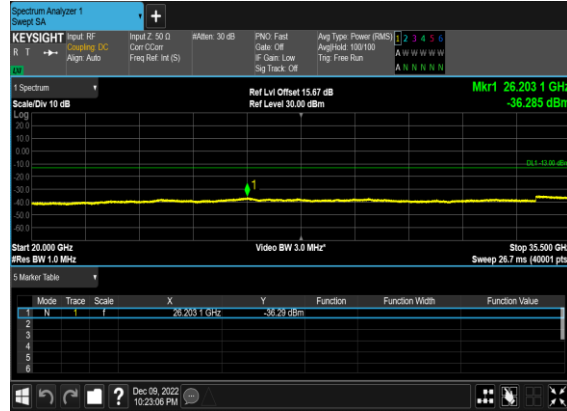 Spectrum Analyzer 1
Swept SA
+
KEYSIGHT Input: RF Input Z: 50 Ω #Atten: 30 dB PNO: Fast Avg Type: Power (RMS) 1 2 3 4 5 6
R T Coupling: DC Corr CCorr Gate: Off Avg|Hold: 100/100 A W W W W W
Align: Auto Freq Ref: Int (S) IF Gain: Low Trig: Free Run
Sig Track: Off A N N N N N
1 Spectrum Ref Lvl Offset 15.67 dB Mkr1 26.203 1 GHz
Scale/Div 10 dB Ref Level 30.00 dBm -36.285 dBm
Log
20.0
10.0
0.00
-10.0 DL1 -13.00 dBm
-20.0
-30.0 1
-40.0
-50.0
-60.0
Start 20.000 GHz Video BW 3.0 MHz* Stop 35.500 GHz
#Res BW 1.0 MHz Sweep 26.7 ms (40001 pts)
5 Marker Table
Mode Trace Scale X Y Function Function Width Function Value
1 N 1 f 26.203 1 GHz -36.29 dBm
2
3
4
5
6
? Dec 09, 2022
10:23:06 PM